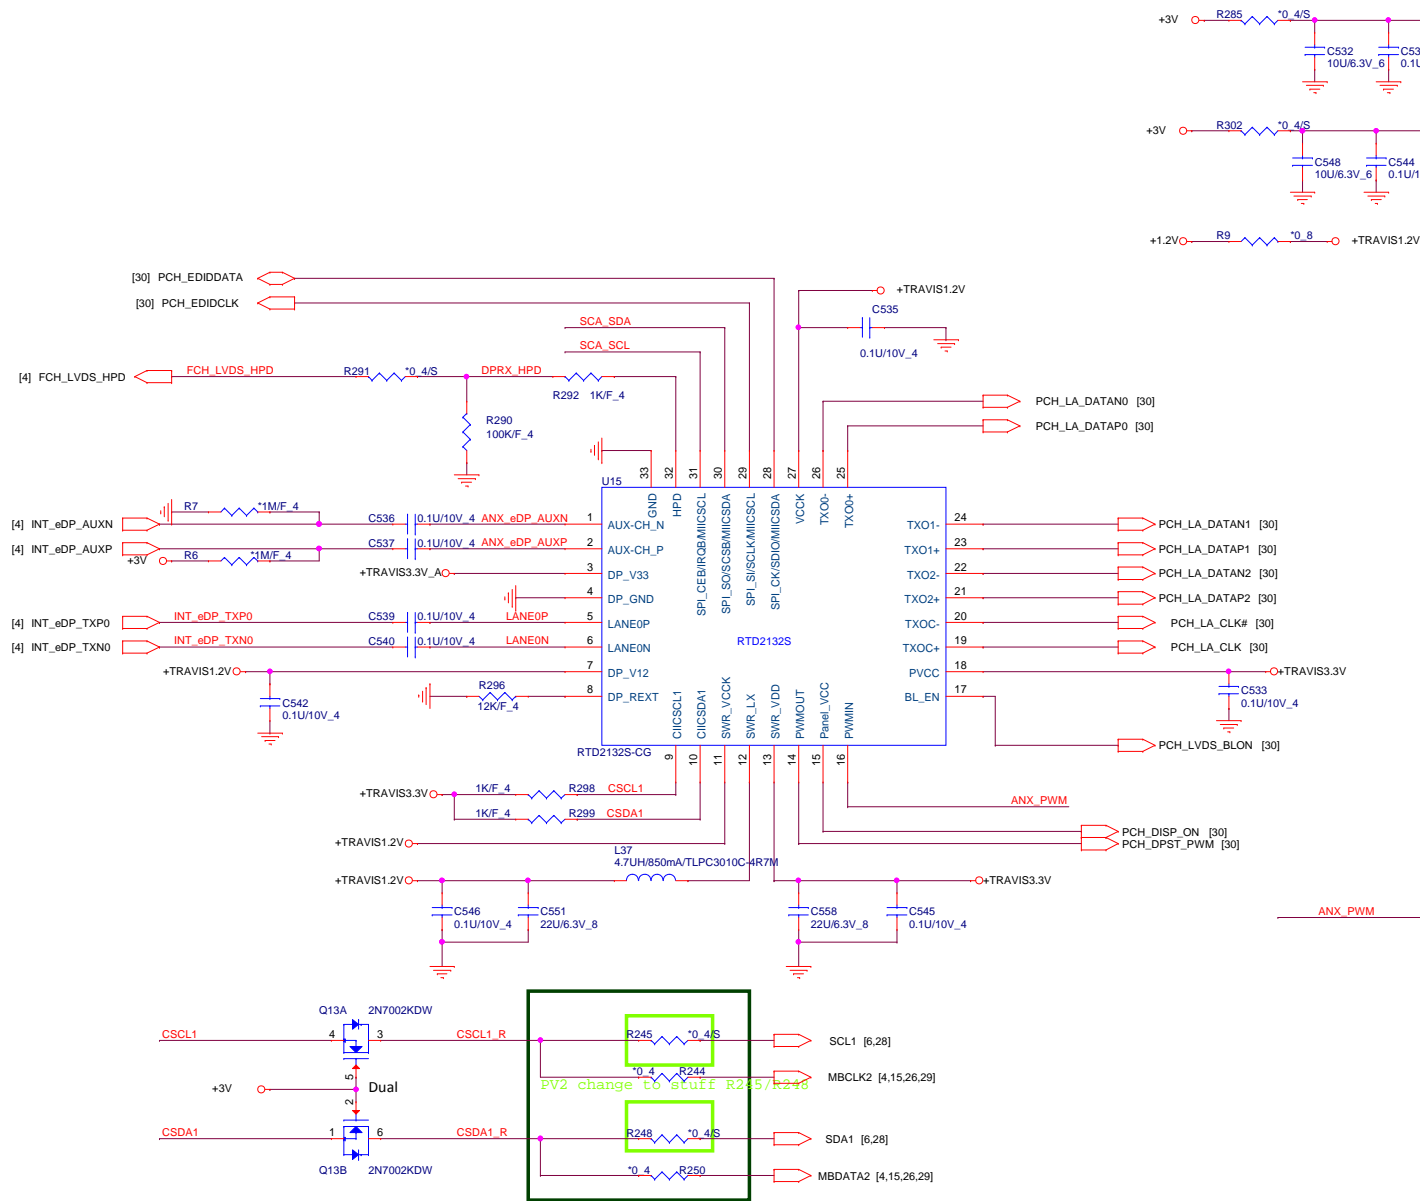 +3V
R285
*0_4/S
C532
10U/6.3V_6
C53
0.1U
+3V
R302
*0_4/S
C548
10U/6.3V_6
C544
0.1U/1
+1.2V
R9
*0_8
+TRAVIS1.2V
[30] PCH_EDIDDATA
[30] PCH_EDIDCLK
+TRAVIS1.2V
C535
0.1U/10V_4
SCA_SDA
SCA_SCL
[4] FCH_LVDS_HPD
FCH_LVDS_HPD
R291
*0_4/S
DPRX_HPD
R292 1K/F_4
R290
100K/F_4
PCH_LA_DATAN0 [30]
PCH_LA_DATAP0 [30]
33
32
31
30
29
28
27
26
25
U15
GND
HPD
SPI_CEB/IRQB/MIICSCL
SPI_SO/SCSB/MIICSDA
SPI_SI/SCLK/MIICSCL
SPI_CK/SDIO/MIICSDA
VCCK
TXO0-
TXO0+
R7
*1M/F_4
[4] INT_eDP_AUXN
C536
0.1U/10V_4
ANX_eDP_AUXN
1
AUX-CH_N
[4] INT_eDP_AUXP
C537
0.1U/10V_4
ANX_eDP_AUXP
2
AUX-CH_P
+3V
R6
*1M/F_4
+TRAVIS3.3V_A
3
DP_V33
4
DP_GND
[4] INT_eDP_TXP0
INT_eDP_TXP0
C539
0.1U/10V_4
LANE0P
5
LANE0P
[4] INT_eDP_TXN0
INT_eDP_TXN0
C540
0.1U/10V_4
LANE0N
6
LANE0N
RTD2132S
+TRAVIS1.2V
7
DP_V12
C542
0.1U/10V_4
R296
12K/F_4
8
DP_REXT
TXO1-
24
PCH_LA_DATAN1 [30]
TXO1+
23
PCH_LA_DATAP1 [30]
TXO2-
22
PCH_LA_DATAN2 [30]
TXO2+
21
PCH_LA_DATAP2 [30]
TXOC-
20
PCH_LA_CLK# [30]
TXOC+
19
PCH_LA_CLK [30]
PVCC
18
+TRAVIS3.3V
C533
0.1U/10V_4
BL_EN
17
PCH_LVDS_BLON [30]
CIICSCL1
CIICSDA1
SWR_VCCK
SWR_LX
SWR_VDD
PWMOUT
Panel_VCC
PWMIN
RTD2132S-CG
9
10
11
12
13
14
15
16
+TRAVIS3.3V
1K/F_4
R298
CSCL1
1K/F_4
R299
CSDA1
ANX_PWM
PCH_DISP_ON [30]
PCH_DPST_PWM [30]
+TRAVIS1.2V
L37
4.7UH/850mA/TLPC3010C-4R7M
+TRAVIS1.2V
C546
0.1U/10V_4
C551
22U/6.3V_8
+TRAVIS3.3V
C558
22U/6.3V_8
C545
0.1U/10V_4
ANX_PWM
Q13A
2N7002KDW
CSCL1
4
3
CSCL1_R
R245
*0_4/S
SCL1 [6,28]
5
*0_4
R244
MBCLK2 [4,15,26,29]
+3V
Dual
PV2 change to stuff R245/R248
2
CSDA1
1
6
CSDA1_R
R248
*0_4/S
SDA1 [6,28]
Q13B
2N7002KDW
*0_4
R250
MBDATA2 [4,15,26,29]